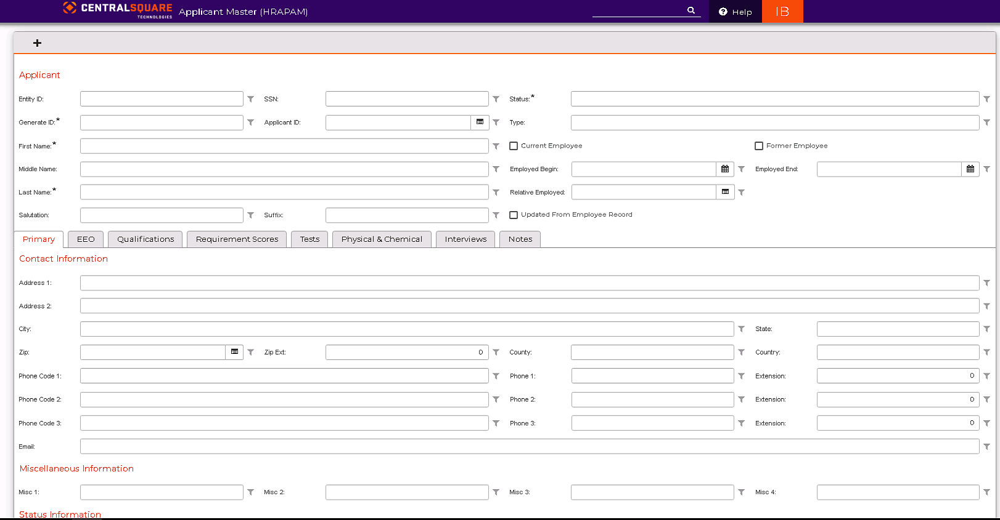 CENTRALSQUARE
TECHNOLOGIES
Applicant Master (HRAPAM)
Help
IB
Applicant
Entity ID: SSN: Status:*
Generate ID:* Applicant ID: Type:
First Name:* Current Employee Former Employee
Middle Name: Employed Begin: Employed End:
Last Name:* Relative Employed:
Salutation: Suffix: Updated From Employee Record
Primary EEO Qualifications Requirement Scores Tests Physical & Chemical Interviews Notes
Contact Information
Address 1:
Address 2:
City: State:
Zip: Zip Ext: 0 County: Country:
Phone Code 1: Phone 1: Extension: 0
Phone Code 2: Phone 2: Extension: 0
Phone Code 3: Phone 3: Extension: 0
Email:
Miscellaneous Information
Misc 1: Misc 2: Misc 3: Misc 4:
Status Information